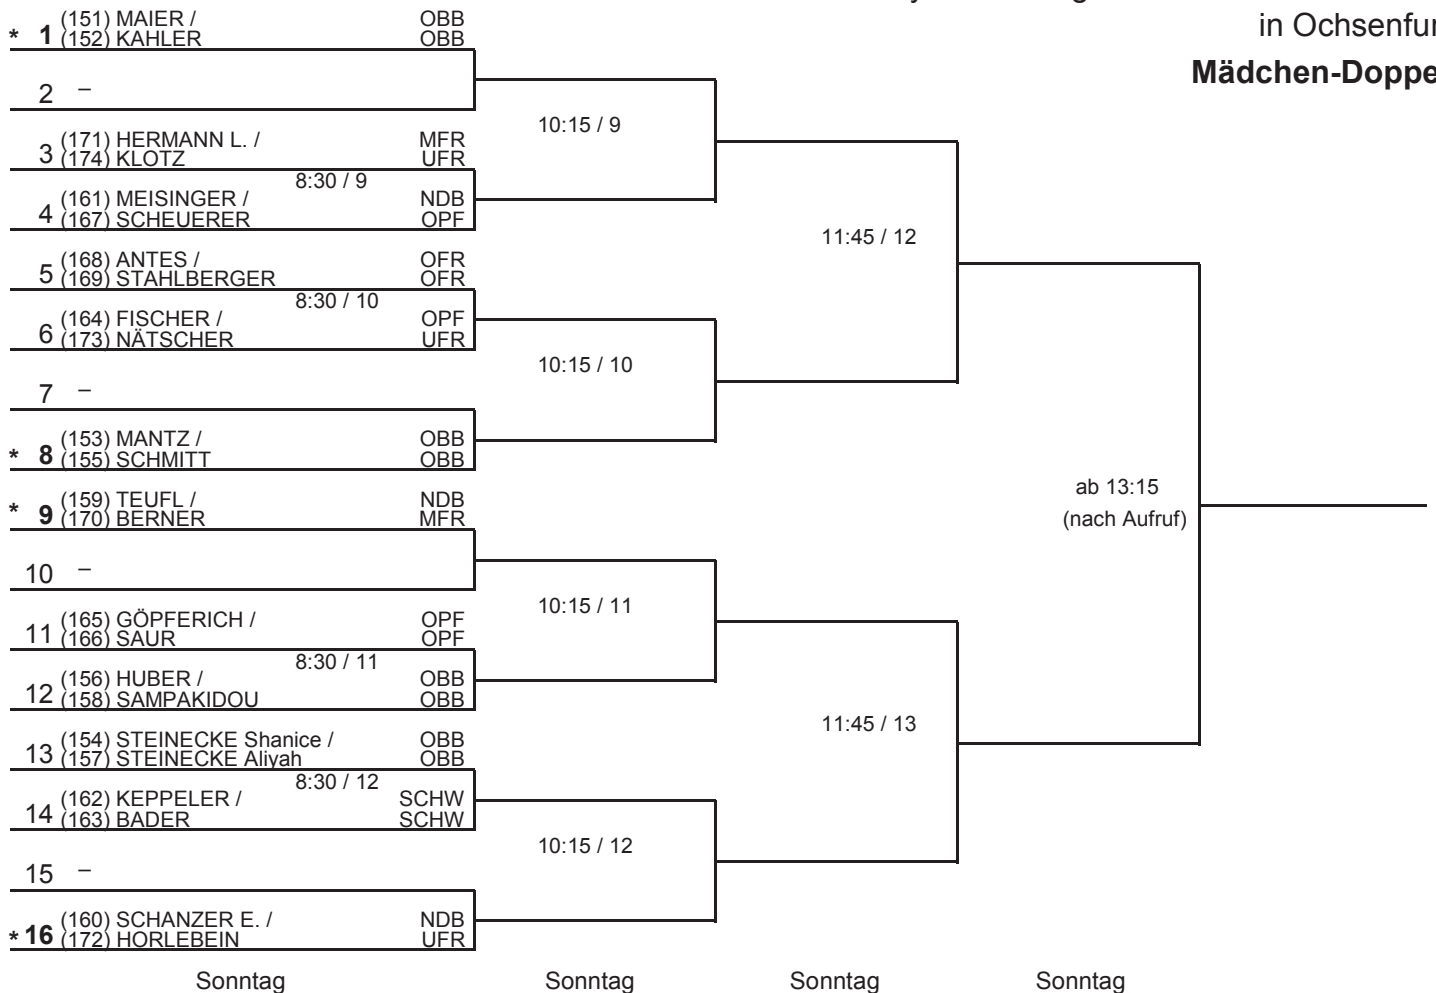 in Ochsenfur
Mädchen-Doppe
(151) MAIER / OBB
* 1 (152) KAHLER OBB
2 –
10:15 / 9
(171) HERMANN L. / MFR
3 (174) KLOTZ UFR
8:30 / 9
(161) MEISINGER / NDB
4 (167) SCHEUERER OPF
11:45 / 12
(168) ANTES / OFR
5 (169) STAHLBERGER OFR
8:30 / 10
(164) FISCHER / OPF
6 (173) NÄTSCHER UFR
10:15 / 10
7 –
(153) MANTZ / OBB
* 8 (155) SCHMITT OBB
ab 13:15
(nach Aufruf)
(159) TEUFL / NDB
* 9 (170) BERNER MFR
10 –
10:15 / 11
(165) GÖPFERICH / OPF
11 (166) SAUR OPF
8:30 / 11
(156) HUBER / OBB
12 (158) SAMPAKIDOU OBB
11:45 / 13
(154) STEINECKE Shanice / OBB
13 (157) STEINECKE Aliyah OBB
8:30 / 12
(162) KEPPELER / SCHW
14 (163) BADER SCHW
10:15 / 12
15 –
(160) SCHANZER E. / NDB
* 16 (172) HORLEBEIN UFR
Sonntag Sonntag Sonntag Sonntag